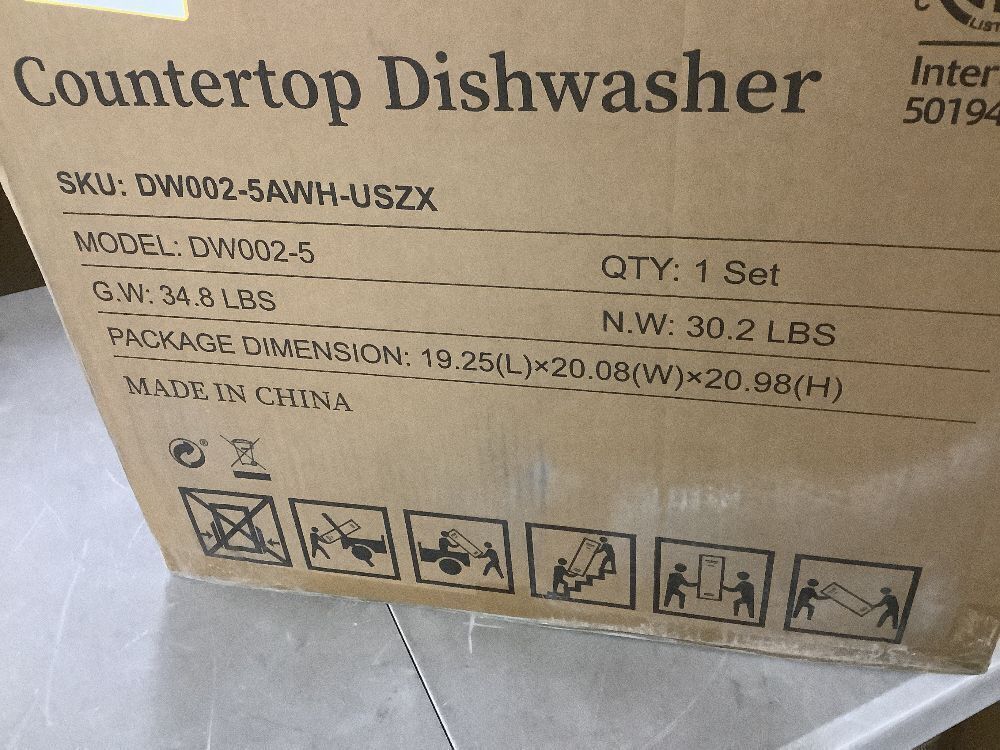 Countertop Dishwasher
LIST
Inter
50194
SKU: DW002-5AWH-USZX
MODEL: DW002-5
QTY: 1 Set
G.W: 34.8 LBS
N.W: 30.2 LBS
PACKAGE DIMENSION: 19.25(L)×20.08(W)×20.98(H)
MADE IN CHINA